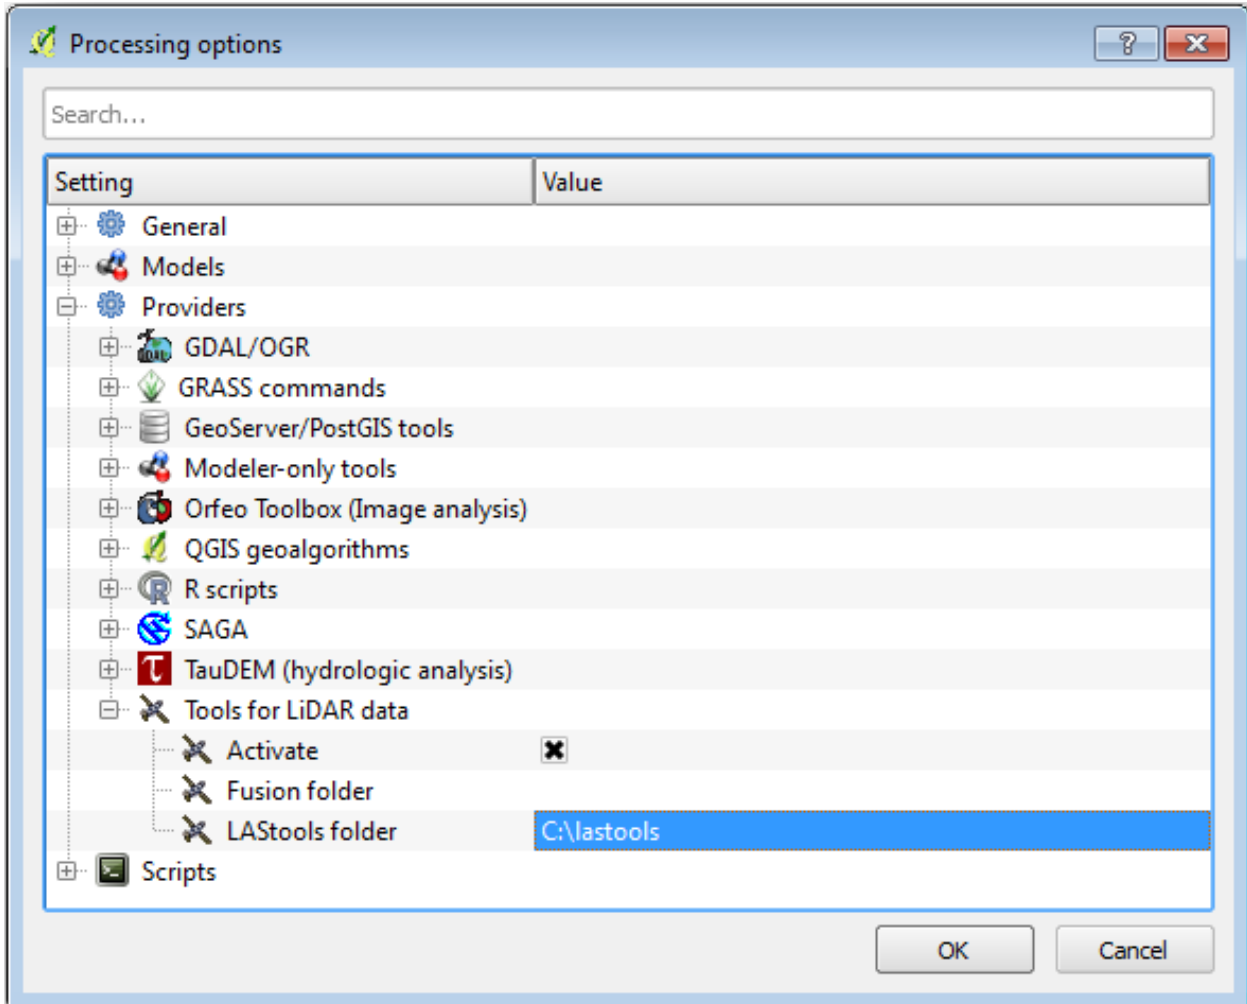 Processing options
Search...
Setting Value
General
Models
Providers
GDAL/OGR
GRASS commands
GeoServer/PostGIS tools
Modeler-only tools
Orfeo Toolbox (Image analysis)
QGIS geoalgorithms
R scripts
SAGA
TauDEM (hydrologic analysis)
Tools for LiDAR data
Activate
Fusion folder
LAStools folder C:\lastools
Scripts
OK Cancel